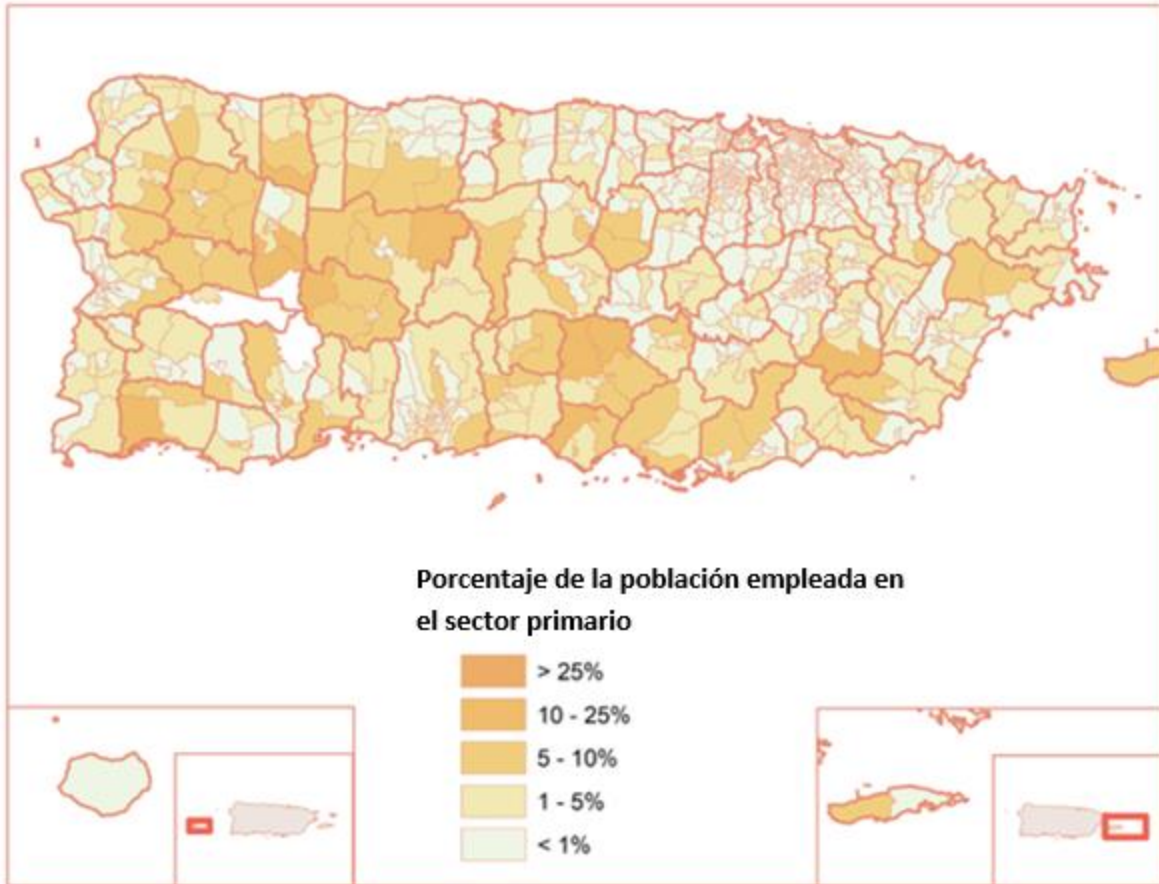 Porcentaje de la población empleada en
el sector primario
> 25%
10 - 25%
5 - 10%
1 - 5%
< 1%